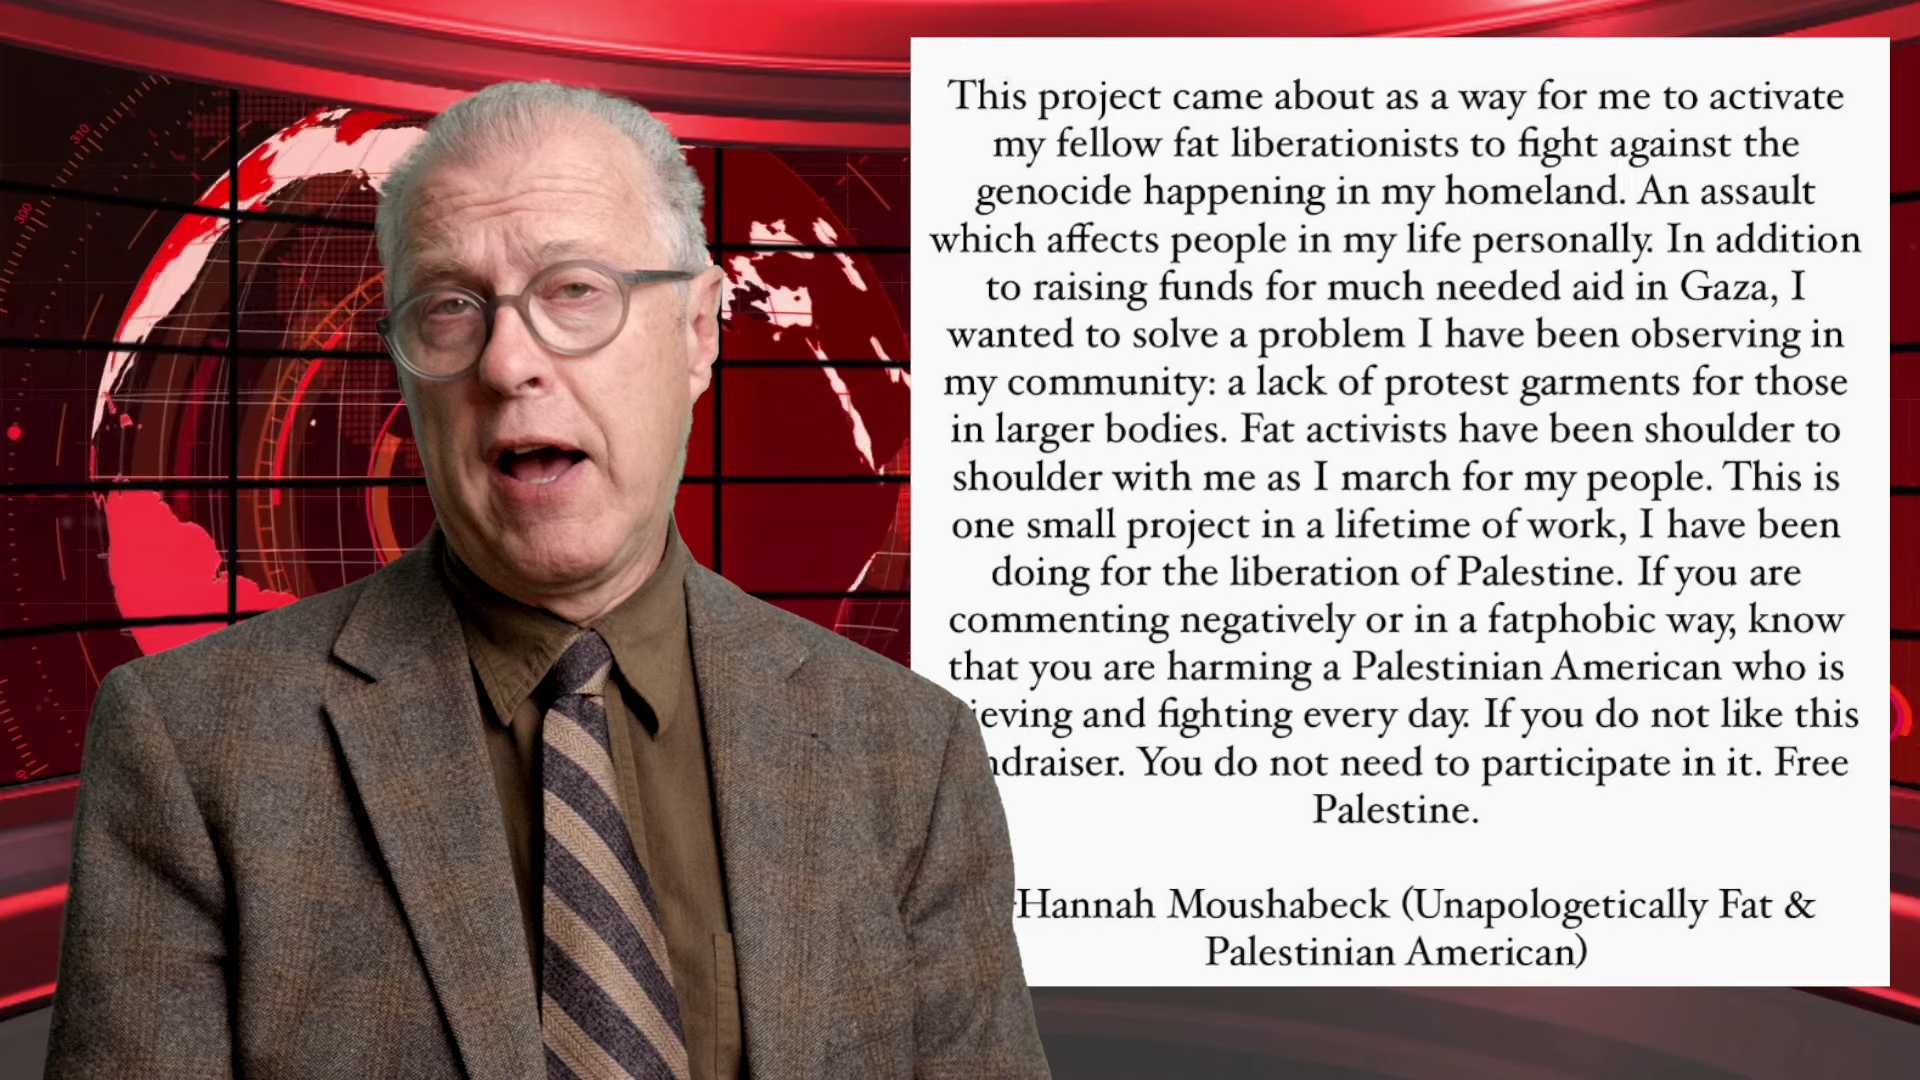 This project came about as a way for me to activate
my fellow fat liberationists to fight against the
genocide happening in my homeland. An assault
which affects people in my life personally. In addition
to raising funds for much needed aid in Gaza, I
wanted to solve a problem I have been observing in
my community: a lack of protest garments for those
in larger bodies. Fat activists have been shoulder to
shoulder with me as I march for my people. This is
one small project in a lifetime of work, I have been
doing for the liberation of Palestine. If you are
commenting negatively or in a fatphobic way, know
that you are harming a Palestinian American who is
ieving and fighting every day. If you do not like this
ndraiser. You do not need to participate in it. Free
Palestine.
-Hannah Moushabeck (Unapologetically Fat &
Palestinian American)
310
300